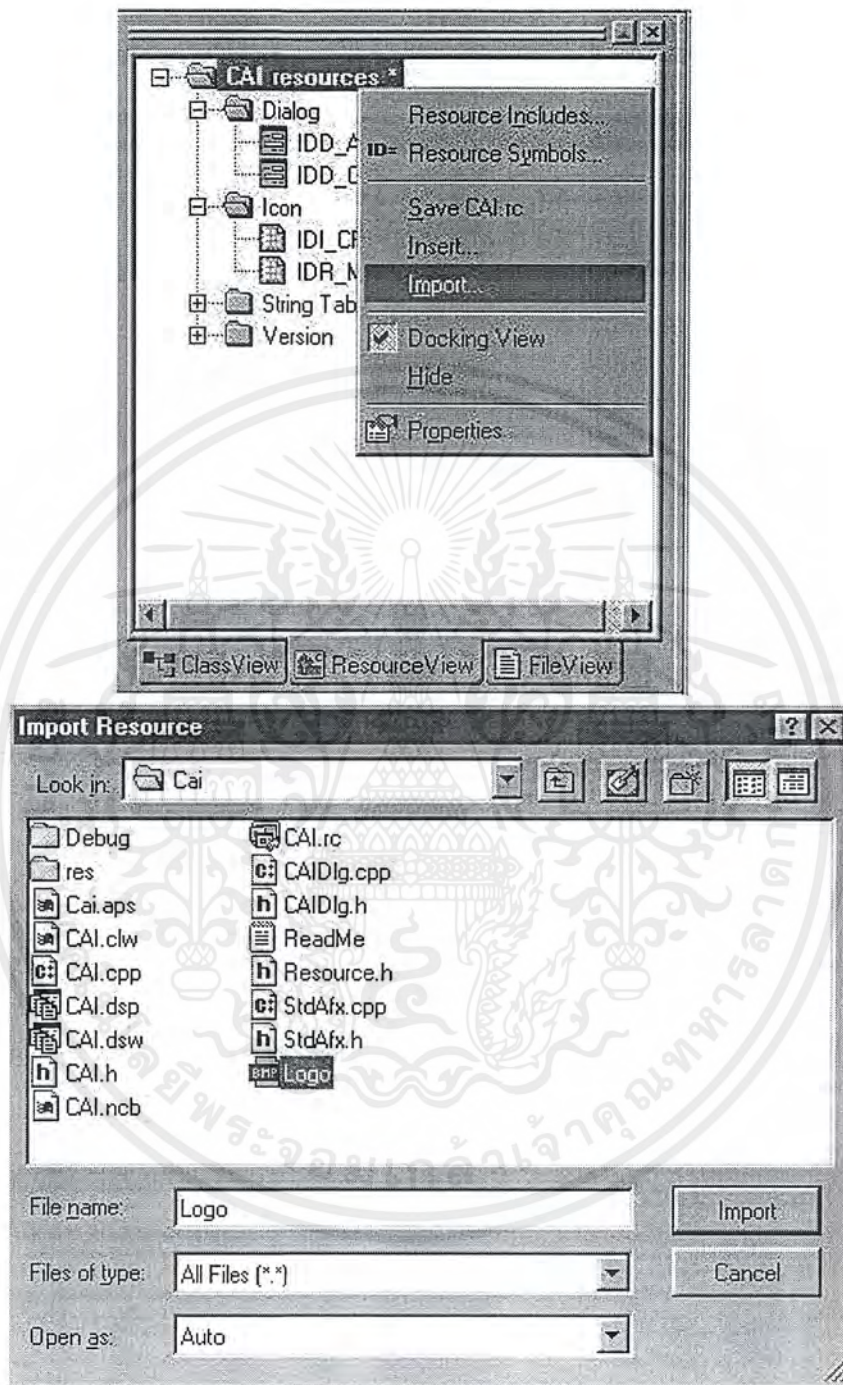 CAI resources *
Dialog
IDD_A
IDD_C
Icon
IDI_CF
IDR_M
String Tab
Version
Resource Includes...
ID= Resource Symbols...
Save CAI.rc
Insert...
Import...
Docking View
Hide
Properties
ClassView ResourceView FileView
Import Resource
Look in: Cai
Debug
res
Cai.aps
CAI.clw
CAI.cpp
CAI.dsp
CAI.dsw
CAI.h
CAI.ncb
CAI.rc
CAIDlg.cpp
CAIDlg.h
ReadMe
Resource.h
StdAfx.cpp
StdAfx.h
BMP Logo
File name: Logo
Import
Files of type: All Files (*.*)
Cancel
Open as: Auto